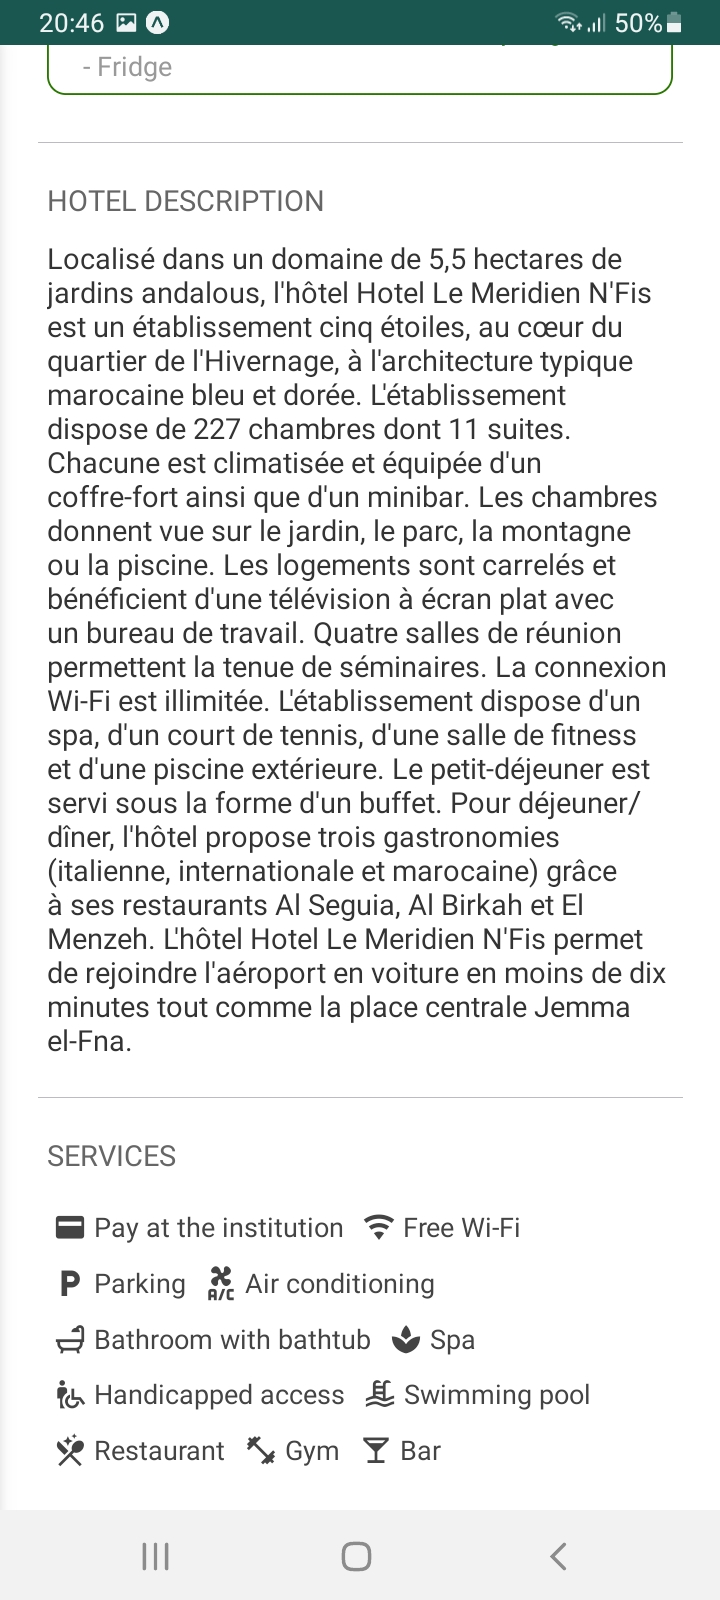 20:46 50%
- Fridge
HOTEL DESCRIPTION
Localisé dans un domaine de 5,5 hectares de
jardins andalous, l'hôtel Hotel Le Meridien N'Fis
est un établissement cinq étoiles, au cœur du
quartier de l'Hivernage, à l'architecture typique
marocaine bleu et dorée. L'établissement
dispose de 227 chambres dont 11 suites.
Chacune est climatisée et équipée d'un
coffre-fort ainsi que d'un minibar. Les chambres
donnent vue sur le jardin, le parc, la montagne
ou la piscine. Les logements sont carrelés et
bénéficient d'une télévision à écran plat avec
un bureau de travail. Quatre salles de réunion
permettent la tenue de séminaires. La connexion
Wi-Fi est illimitée. L'établissement dispose d'un
spa, d'un court de tennis, d'une salle de fitness
et d'une piscine extérieure. Le petit-déjeuner est
servi sous la forme d'un buffet. Pour déjeuner/
dîner, l'hôtel propose trois gastronomies
(italienne, internationale et marocaine) grâce
à ses restaurants Al Seguia, Al Birkah et El
Menzeh. L'hôtel Hotel Le Meridien N'Fis permet
de rejoindre l'aéroport en voiture en moins de dix
minutes tout comme la place centrale Jemma
el-Fna.
SERVICES
Pay at the institution Free Wi-Fi
P Parking A/C Air conditioning
Bathroom with bathtub Spa
Handicapped access Swimming pool
Restaurant Gym Bar